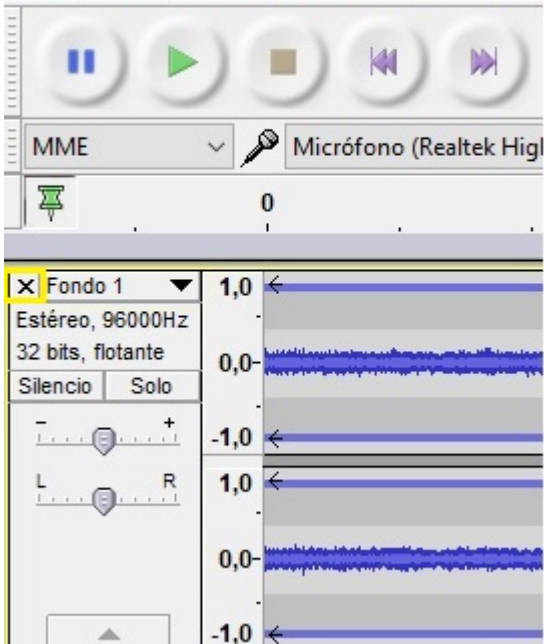 MME
Micrófono (Realtek Higl
0
X Fondo 1
Estéreo, 96000Hz
32 bits, flotante
Silencio Solo
- +
L R
1,0
0,0-
-1,0
1,0
0,0-
-1,0